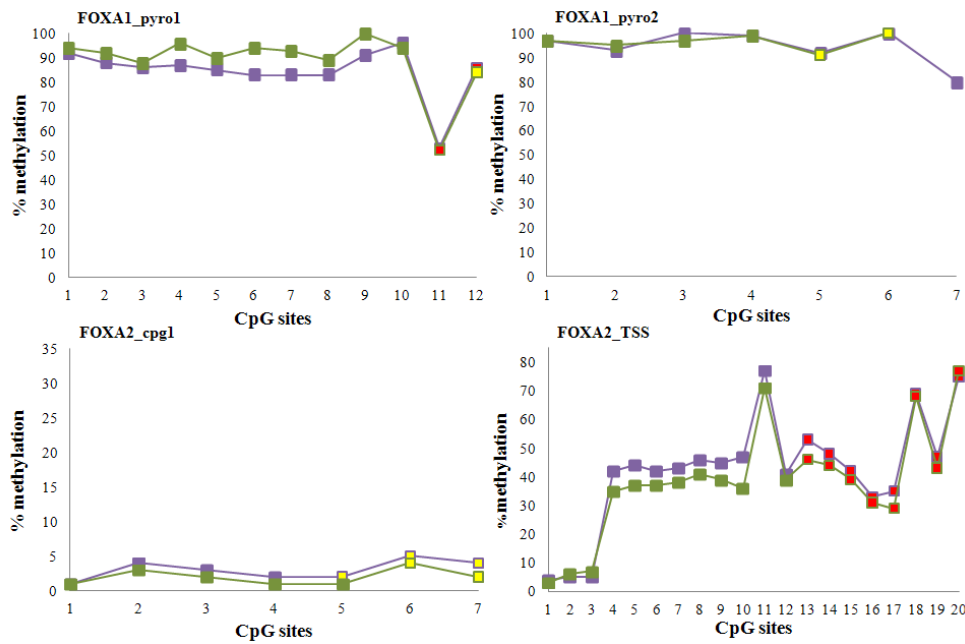 FOXA1_pyro1
100
90
80
70
60
50
40
30
20
10
0
% methylation
1 2 3 4 5 6 7 8 9 10 11 12
CpG sites
FOXA1_pyro2
100
90
80
70
60
50
40
30
20
10
0
% methylation
1 2 3 4 5 6 7
CpG sites
FOXA2_cpg1
35
30
25
20
15
10
5
0
% methylation
1 2 3 4 5 6 7
CpG sites
FOXA2_TSS
80
70
60
50
40
30
20
10
0
%methylation
1 2 3 4 5 6 7 8 9 10 11 12 13 14 15 16 17 18 19 20
CpG sites